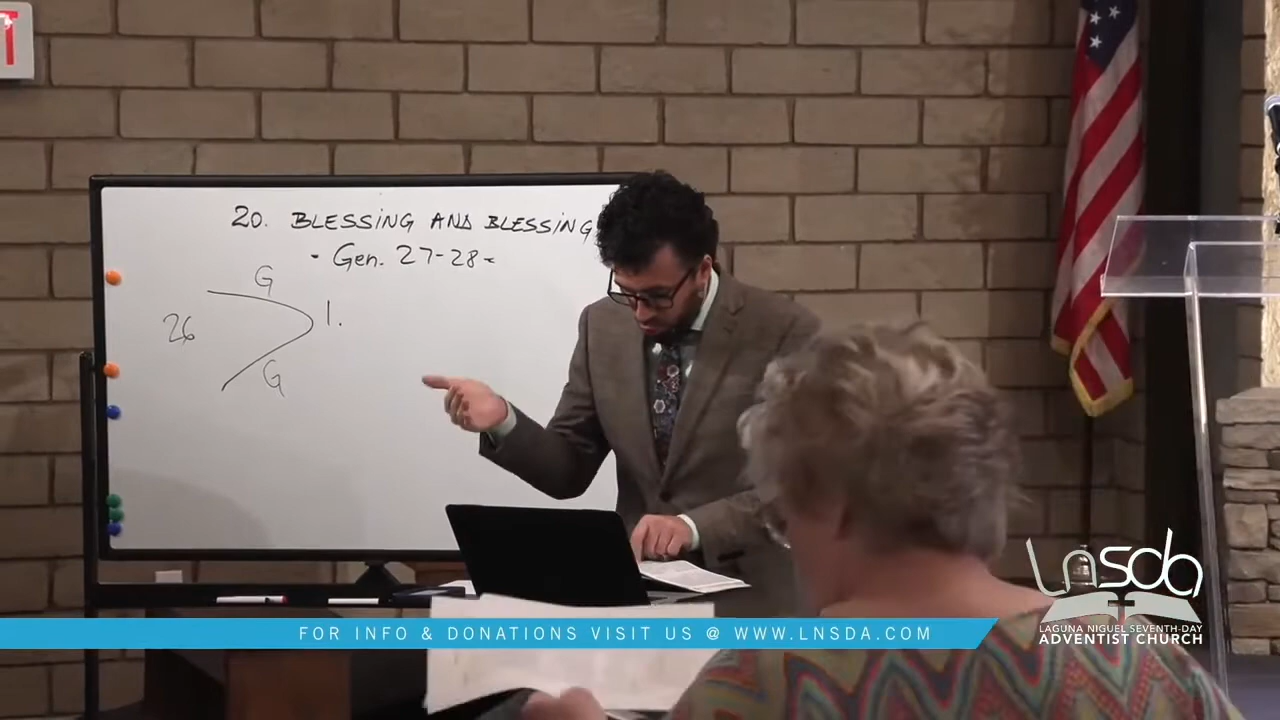 20. BLESSING AND BLESSING
- Gen. 27-28 -
G
26
1.
G
LNSDA
LAGUNA NIGUEL SEVENTH-DAY
ADVENTIST CHURCH
FOR INFO & DONATIONS VISIT US @ WWW.LNSDA.COM